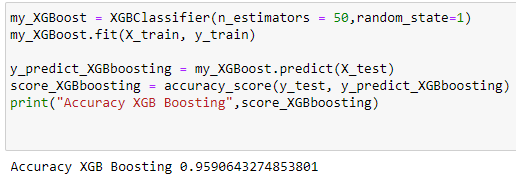 my_XGBoost = XGBClassifier(n_estimators = 50,random_state=1)
my_XGBoost.fit(X_train, y_train)
y_predict_XGBboosting = my_XGBoost.predict(X_test)
score_XGBboosting = accuracy_score(y_test, y_predict_XGBboosting)
print("Accuracy XGB Boosting",score_XGBboosting)
Accuracy XGB Boosting 0.9590643274853801